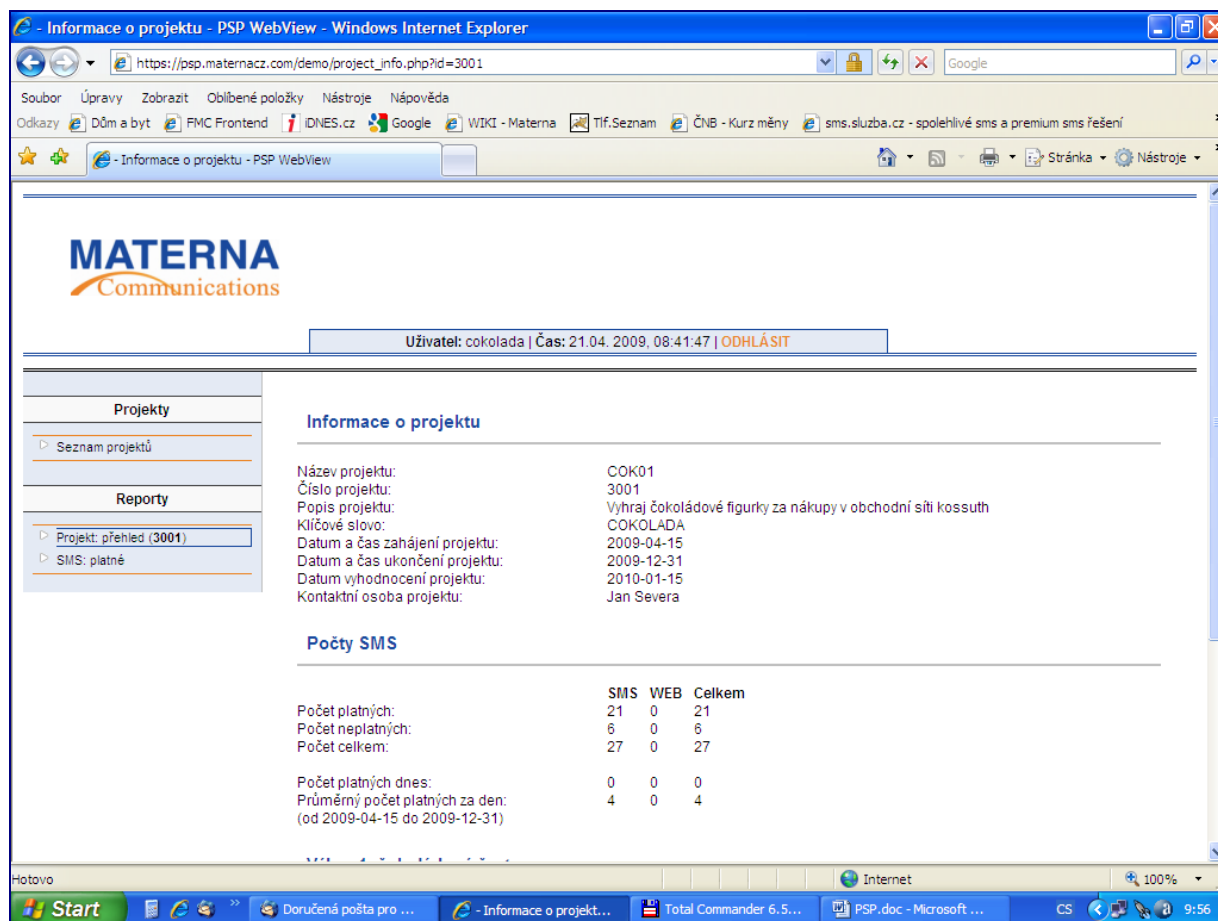 - Informace o projektu - PSP WebView - Windows Internet Explorer
https://psp.maternacz.com/demo/project_info.php?id=3001
Google
Soubor Úpravy Zobrazit Oblíbené položky Nástroje Nápověda
Odkazy Dům a byt FMC Frontend iDNES.cz Google WIKI - Materna Tlf.Seznam ČNB - Kurz měny sms.sluzba.cz - spolehlivé sms a premium sms řešení
- Informace o projektu - PSP WebView
Stránka Nástroje
MATERNA
Communications
Uživatel: cokolada | Čas: 21.04. 2009, 08:41:47 | ODHLÁSIT
Projekty
Seznam projektů
Reporty
Projekt: přehled (3001)
SMS: platné
Informace o projektu
Název projektu: COK01
Číslo projektu: 3001
Popis projektu: Vyhraj čokoládové figurky za nákupy v obchodní síti kossuth
Klíčové slovo: COKOLADA
Datum a čas zahájení projektu: 2009-04-15
Datum a čas ukončení projektu: 2009-12-31
Datum vyhodnocení projektu: 2010-01-15
Kontaktní osoba projektu: Jan Severa
Počty SMS
SMS WEB Celkem
Počet platných: 21 0 21
Počet neplatných: 6 0 6
Počet celkem: 27 0 27
Počet platných dnes: 0 0 0
Průměrný počet platných za den: 4 0 4
(od 2009-04-15 do 2009-12-31)
Hotovo Internet 100%
Start Doručená pošta pro ... - Informace o projekt... Total Commander 6.5... PSP.doc - Microsoft ... CS 9:56